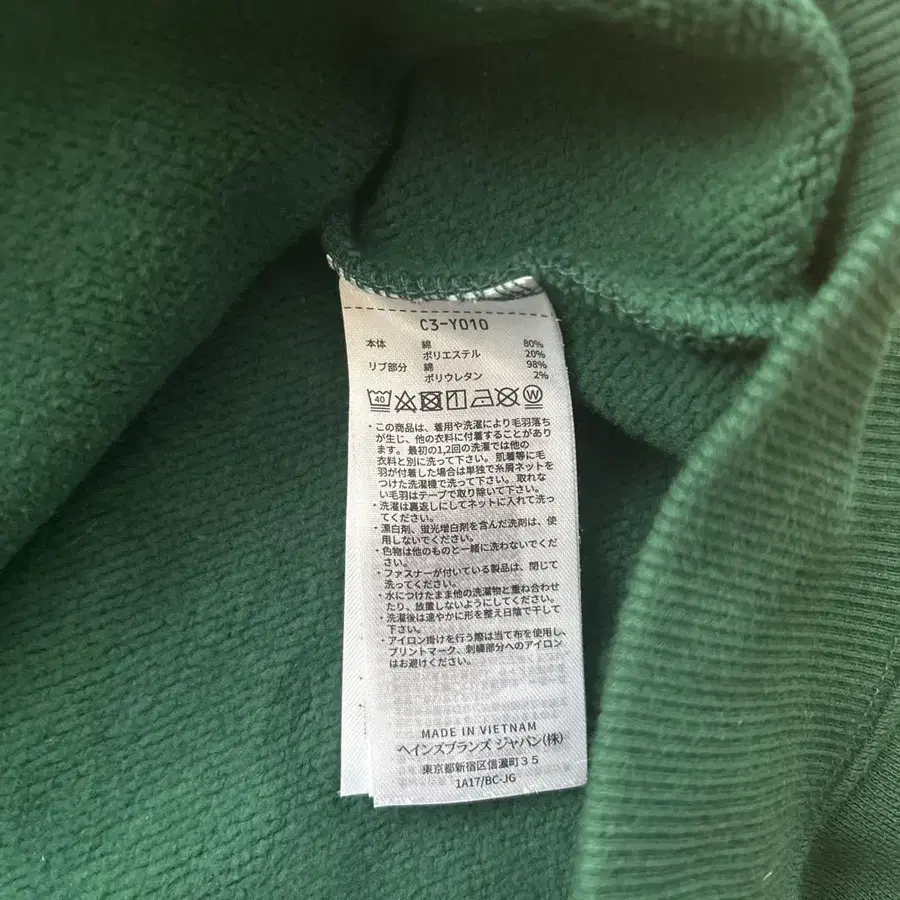 C3-Y010
本体 綿 80%
ポリエステル 20%
リブ部分 綿 98%
ポリウレタン 2%
40 W
・この商品は、着用や洗濯により毛羽落ち
が生じ、他の衣料に付着することがあり
ます。最初の1,2回の洗濯では他の
衣料と別に洗って下さい。肌着等に毛
羽が付着した場合は単独で糸屑ネットを
つけた洗濯機で洗って下さい。取れな
い毛羽はテープで取り除いて下さい。
・洗濯は裏返しにしてネットに入れて洗っ
てください。
・漂白剤、蛍光増白剤を含んだ洗剤は、使
用しないでください。
・色物は他のものと一緒に洗わないでくだ
さい。
・ファスナーが付いている製品は、閉じて
洗ってください。
・水につけたまま他の洗濯物と重ね合わせ
たり、放置しないようにしてください。
・洗濯後は速やかに形を整え日陰で干して
下さい。
・アイロン掛けを行う際は当て布を使用し、
プリントマーク、刺繍部分へのアイロン
はお避けください。
MADE IN VIETNAM
ヘインズブランズ ジャパン(株)
東京都新宿区信濃町35
1A17/BC-JG